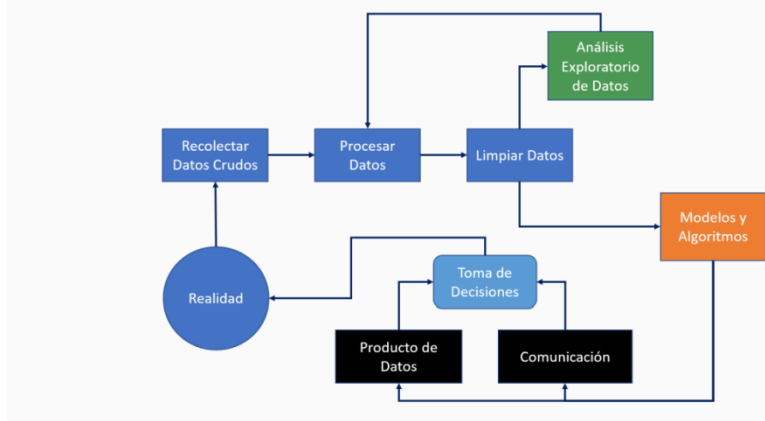 Análisis
Exploratorio
de Datos
Recolectar
Datos Crudos
Procesar
Datos
Limpiar Datos
Modelos y
Algoritmos
Realidad
Toma de
Decisiones
Producto de
Datos
Comunicación